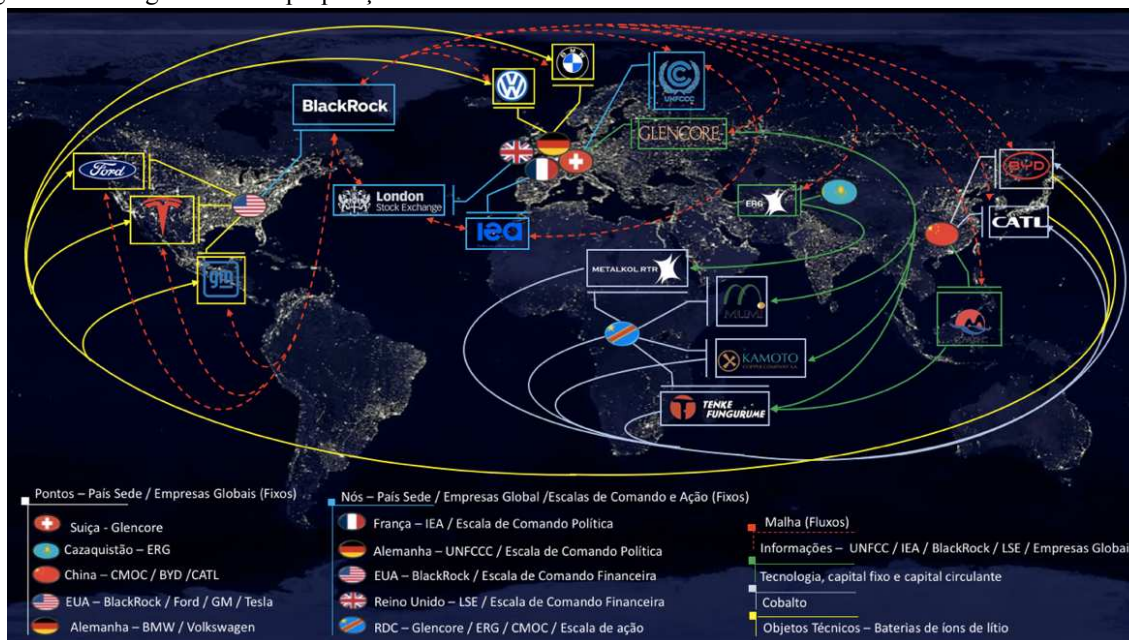 BMW
BlackRock
UNFCCC
GLENCORE
Ford
BYD
London
Stock Exchange
ERG
CATL
iea
gm
METALKOL RTR
MUMI
KAMOTO
COPPER COMPANY S.A.
TENKE
FUNGURUME
Pontos – País Sede / Empresas Globais (Fixos)
Suiça - Glencore
Cazaquistão – ERG
China – CMOC / BYD /CATL
EUA – BlackRock / Ford / GM / Tesla
Alemanha – BMW / Volkswagen
Nós – País Sede / Empresas Global /Escalas de Comando e Ação (Fixos)
França – IEA / Escala de Comando Política
Alemanha – UNFCCC / Escala de Comando Política
EUA – BlackRock / Escala de Comando Financeira
Reino Unido – LSE / Escala de Comando Financeira
RDC – Glencore / ERG / CMOC / Escala de ação
Malha (Fluxos)
Informações – UNFCC / IEA / BlackRock / LSE / Empresas Globai
Tecnologia, capital fixo e capital circulante
Cobalto
Objetos Técnicos – Baterias de íons de lítio